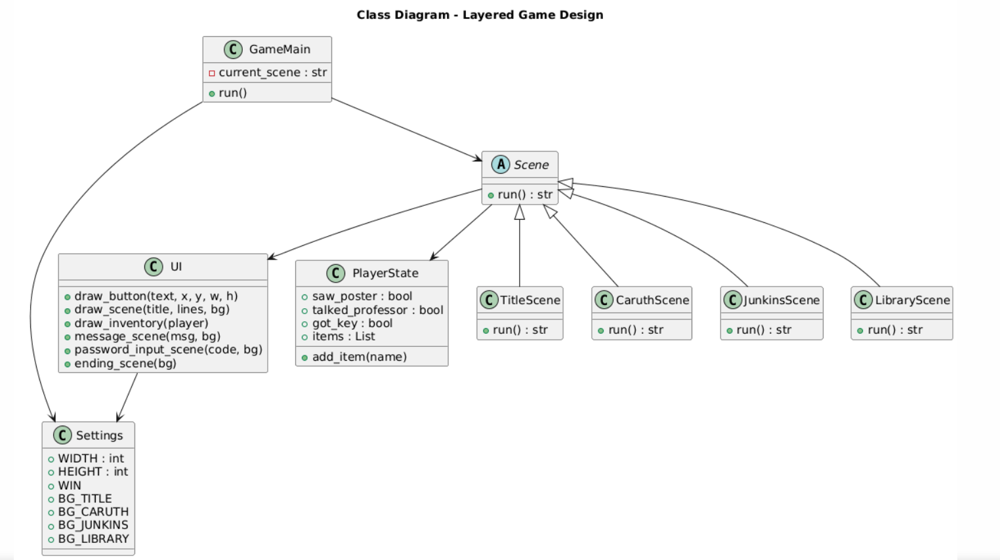 Class Diagram - Layered Game Design
C GameMain
current_scene : str
run()
A Scene
run() : str
C UI
draw_button(text, x, y, w, h)
draw_scene(title, lines, bg)
draw_inventory(player)
message_scene(msg, bg)
password_input_scene(code, bg)
ending_scene(bg)
C PlayerState
saw_poster : bool
talked_professor : bool
got_key : bool
items : List
add_item(name)
C TitleScene
run() : str
C CaruthScene
run() : str
C JunkinsScene
run() : str
C LibraryScene
run() : str
C Settings
WIDTH : int
HEIGHT : int
WIN
BG_TITLE
BG_CARUTH
BG_JUNKINS
BG_LIBRARY